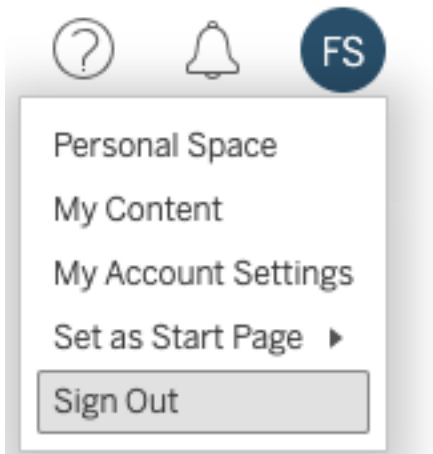 ?
FS
Personal Space
My Content
My Account Settings
Set as Start Page
Sign Out